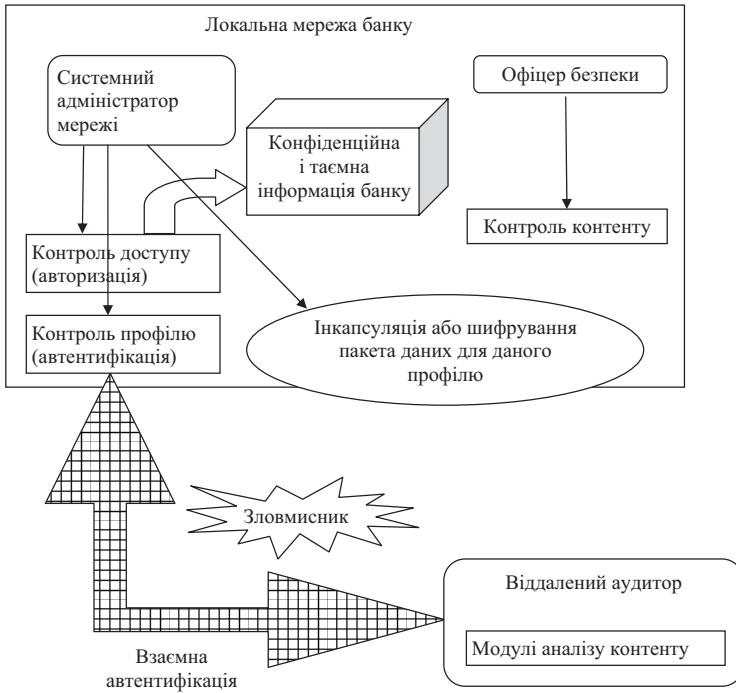 Локальна мережа банку
Системний
адміністратор
мережі
Офіцер безпеки
Конфіденційна
і таємна
інформація банку
Контроль контенту
Контроль доступу
(авторизація)
Контроль профілю
(автентифікація)
Інкапсуляція або шифрування
пакета даних для даного
профілю
Зловмисник
Віддалений аудитор
Модулі аналізу контенту
Взаємна
автентифікація